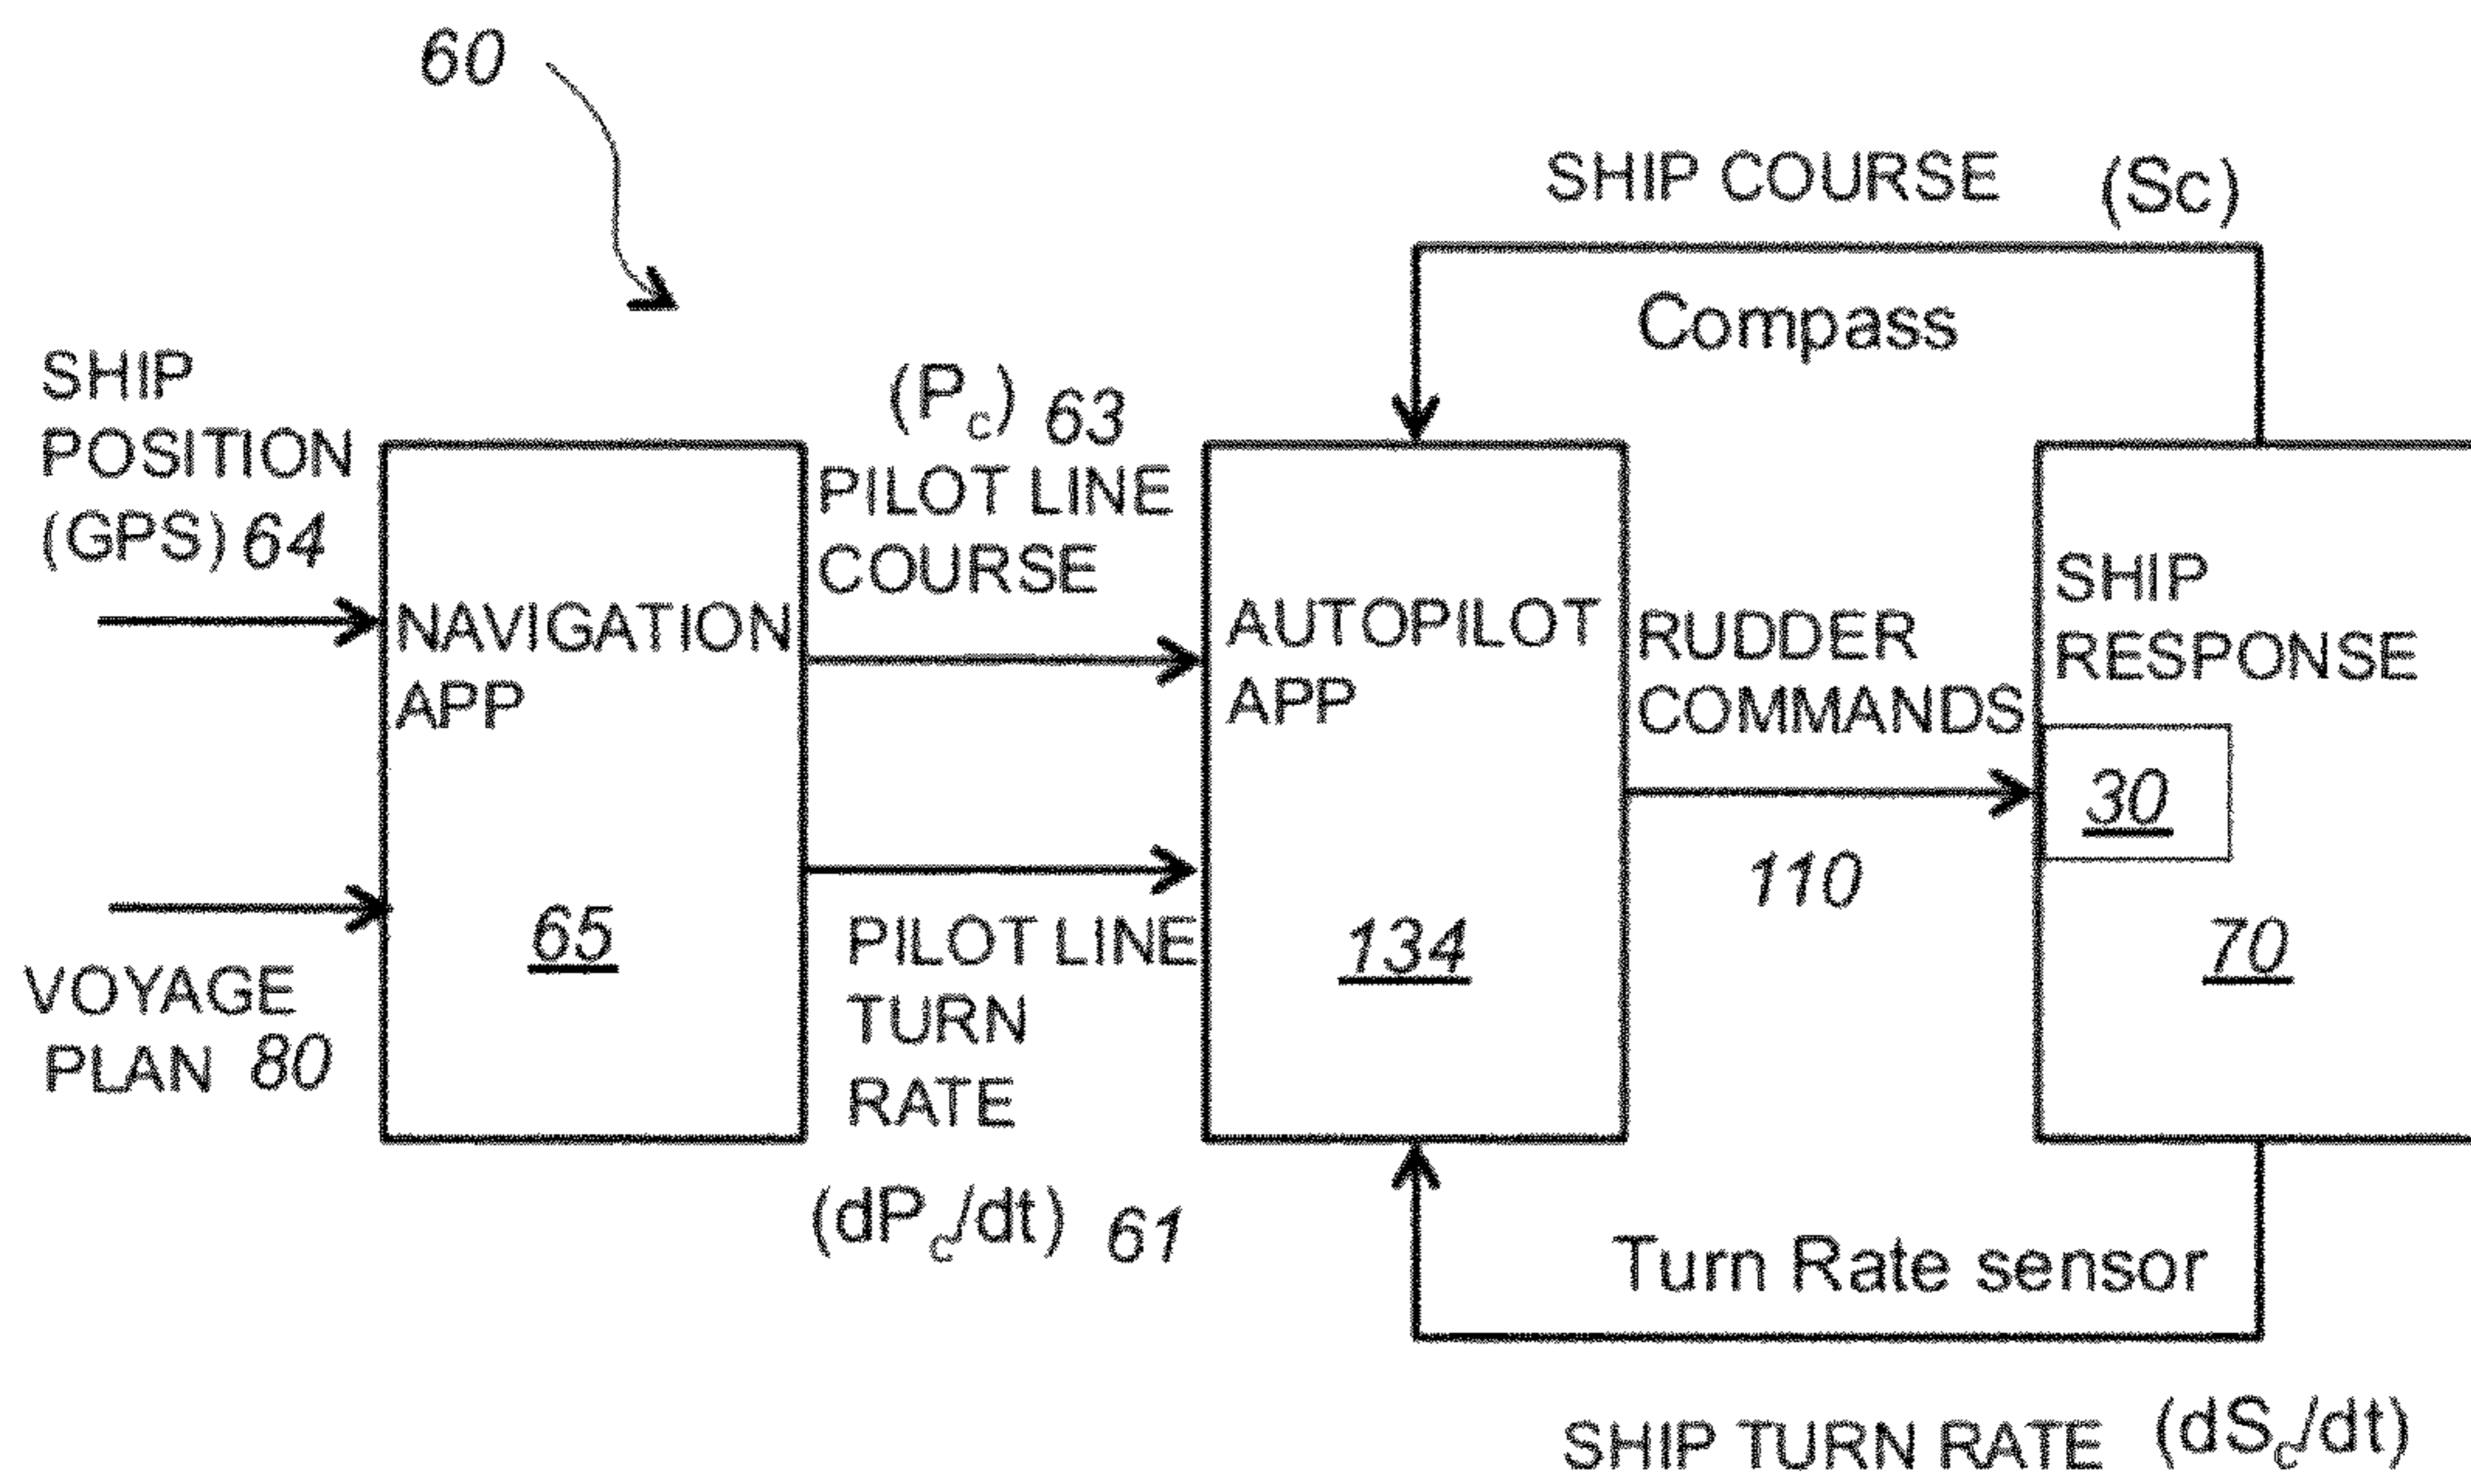 60
SHIP COURSE (Sc)
Compass
SHIP
POSITION
(GPS) 64
(Pc) 63
PILOT LINE
COURSE
NAVIGATION
APP
65
AUTOPILOT
APP
134
RUDDER
COMMANDS
110
SHIP
RESPONSE
30
70
VOYAGE
PLAN 80
PILOT LINE
TURN
RATE
(dPc/dt) 61
Turn Rate sensor
SHIP TURN RATE (dSc/dt)